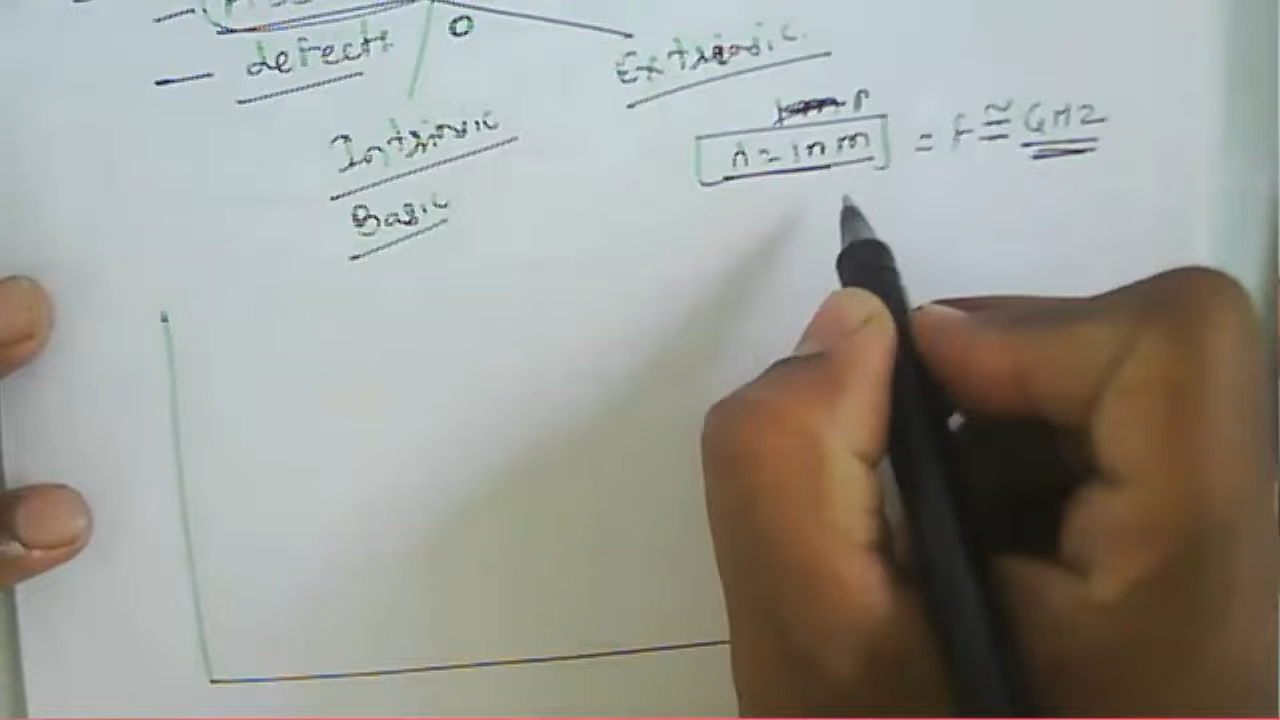 defects
Extrinsic
Intrinsic
λ = 1nm = f ≅ GHZ
Basic